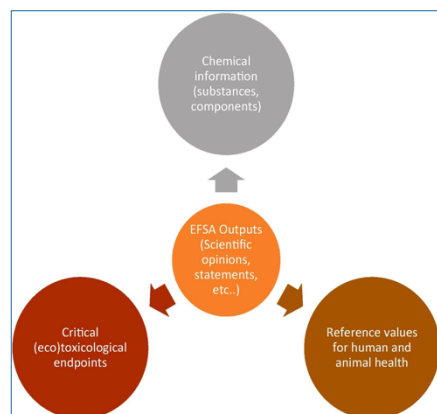 Chemical
information
(substances,
components)
EFSA Outputs
(Scientific
opinions,
statements,
etc..)
Critical
(eco)toxicological
endpoints
Reference values
for human and
animal health